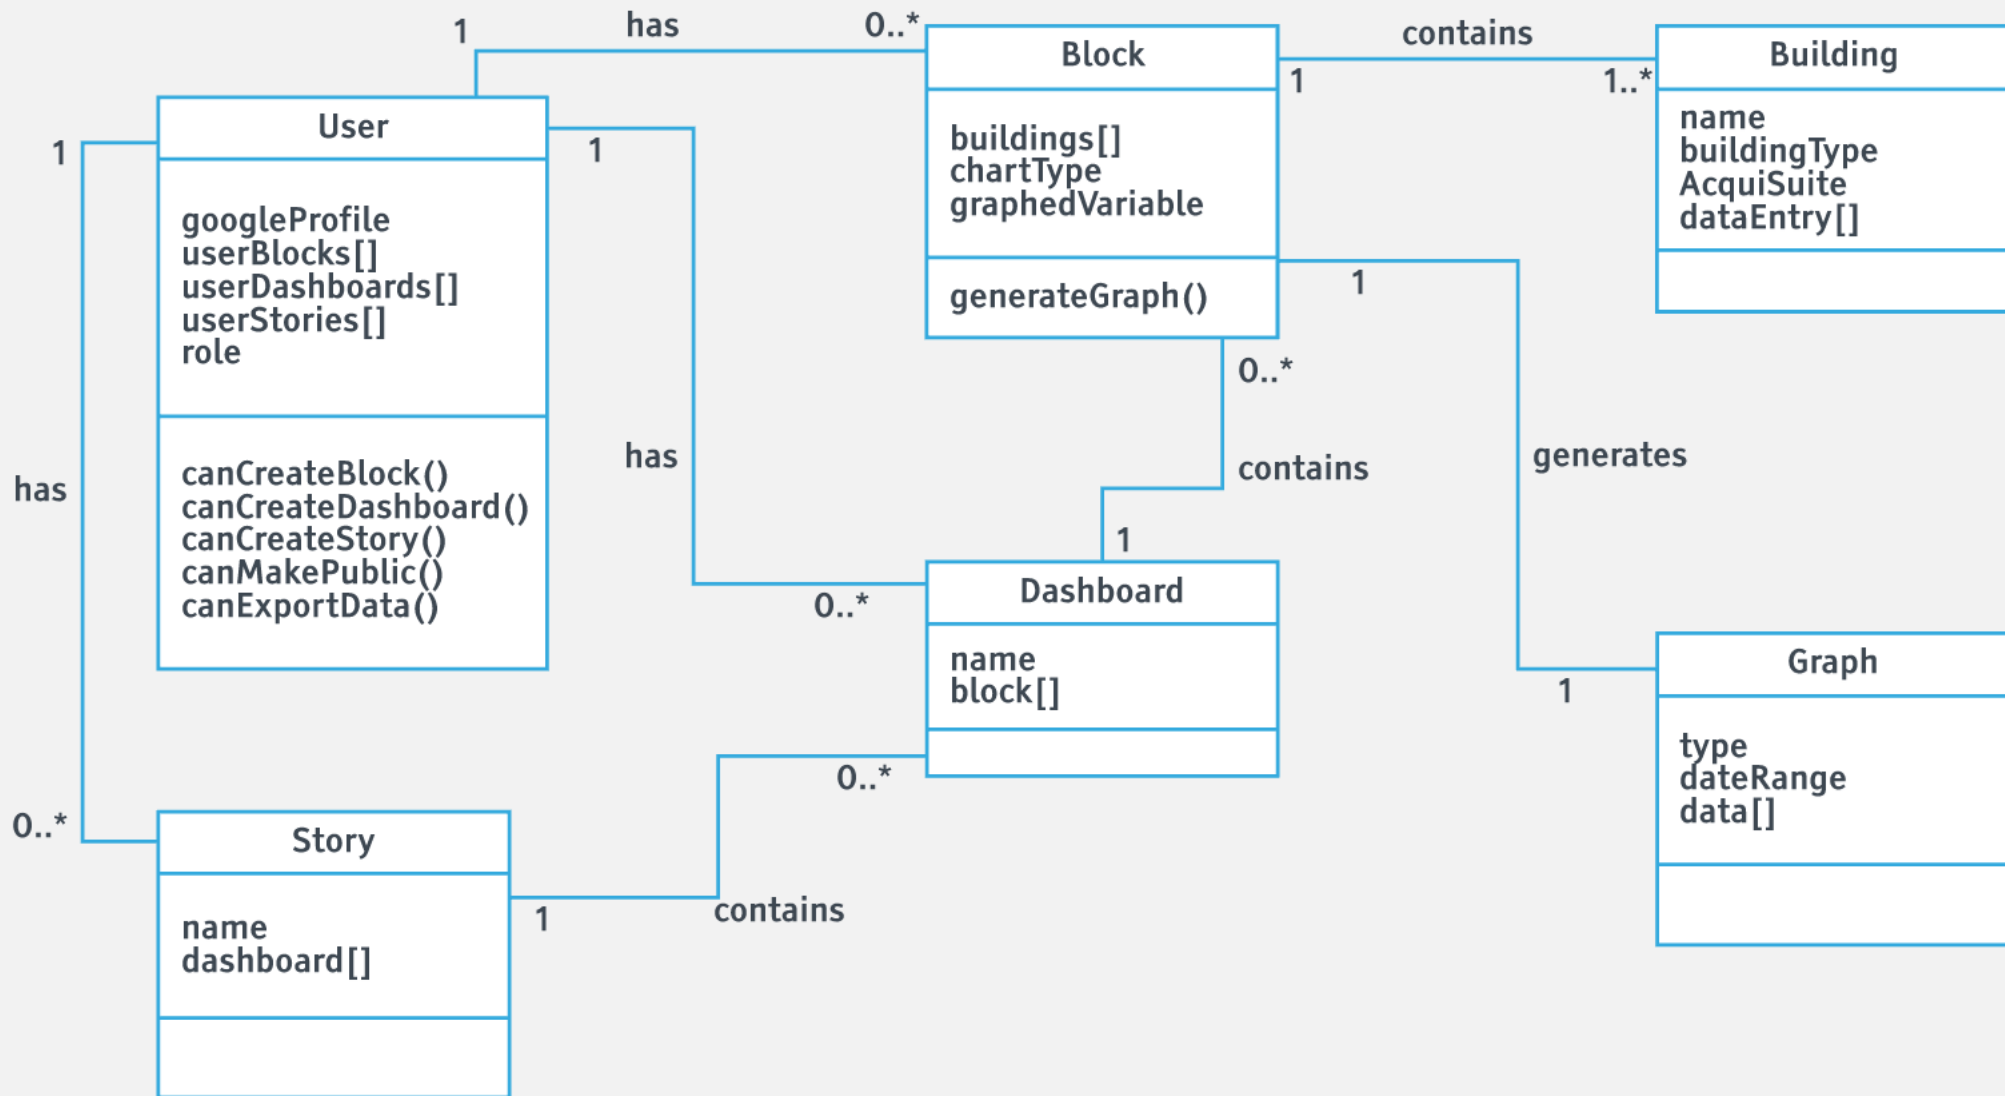 1
has
0..*
Block
contains
1
1..*
Building
User
1
1
buildings[]
chartType
graphedVariable
generateGraph()
name
buildingType
AcquiSuite
dataEntry[]
googleProfile
userBlocks[]
userDashboards[]
userStories[]
role
canCreateBlock()
canCreateDashboard()
canCreateStory()
canMakePublic()
canExportData()
has
has
0..*
contains
1
1
generates
1
0..*
Dashboard
name
block[]
0..*
Graph
type
dateRange
data[]
0..*
Story
1
contains
name
dashboard[]